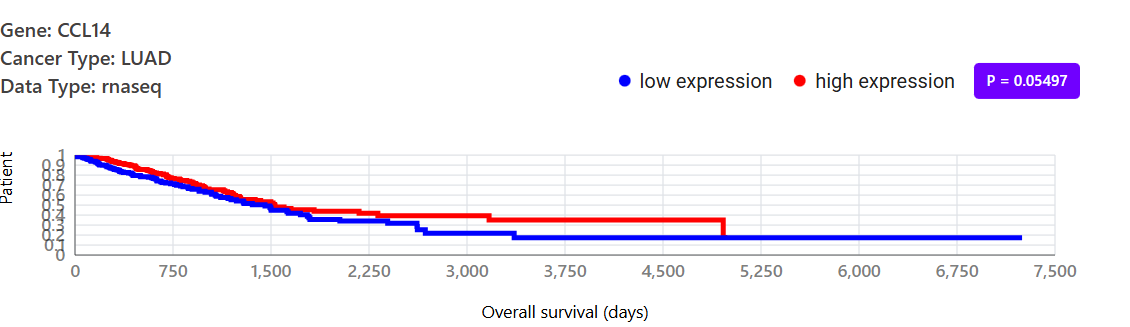 Gene: CCL14
Cancer Type: LUAD
Data Type: rnaseq
low expression
high expression
P = 0.05497
Patient
1
0.9
0.8
0.7
0.6
0.5
0.4
0.3
0.2
0.1
0
0 750 1,500 2,250 3,000 3,750 4,500 5,250 6,000 6,750 7,500
Overall survival (days)